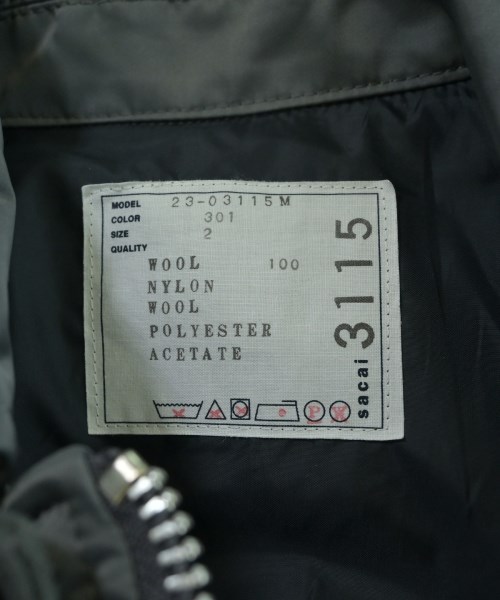 MODEL 23-03115M
COLOR 301
SIZE 2
QUALITY
WOOL 100
NYLON
WOOL
POLYESTER
ACETATE
P W
sacai 3115